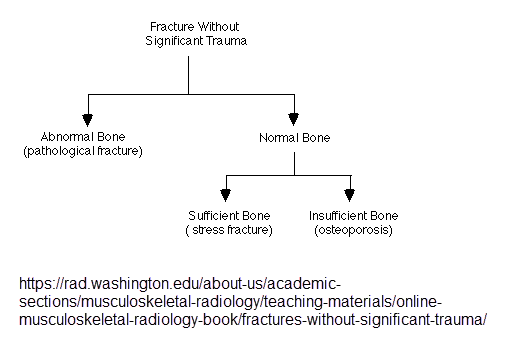 Fracture Without
Significant Trauma
Abnormal Bone
(pathological fracture)
Normal Bone
Sufficient Bone
( stress fracture)
Insufficient Bone
(osteoporosis)
https://rad.washington.edu/about-us/academic-
sections/musculoskeletal-radiology/teaching-materials/online-
musculoskeletal-radiology-book/fractures-without-significant-trauma/